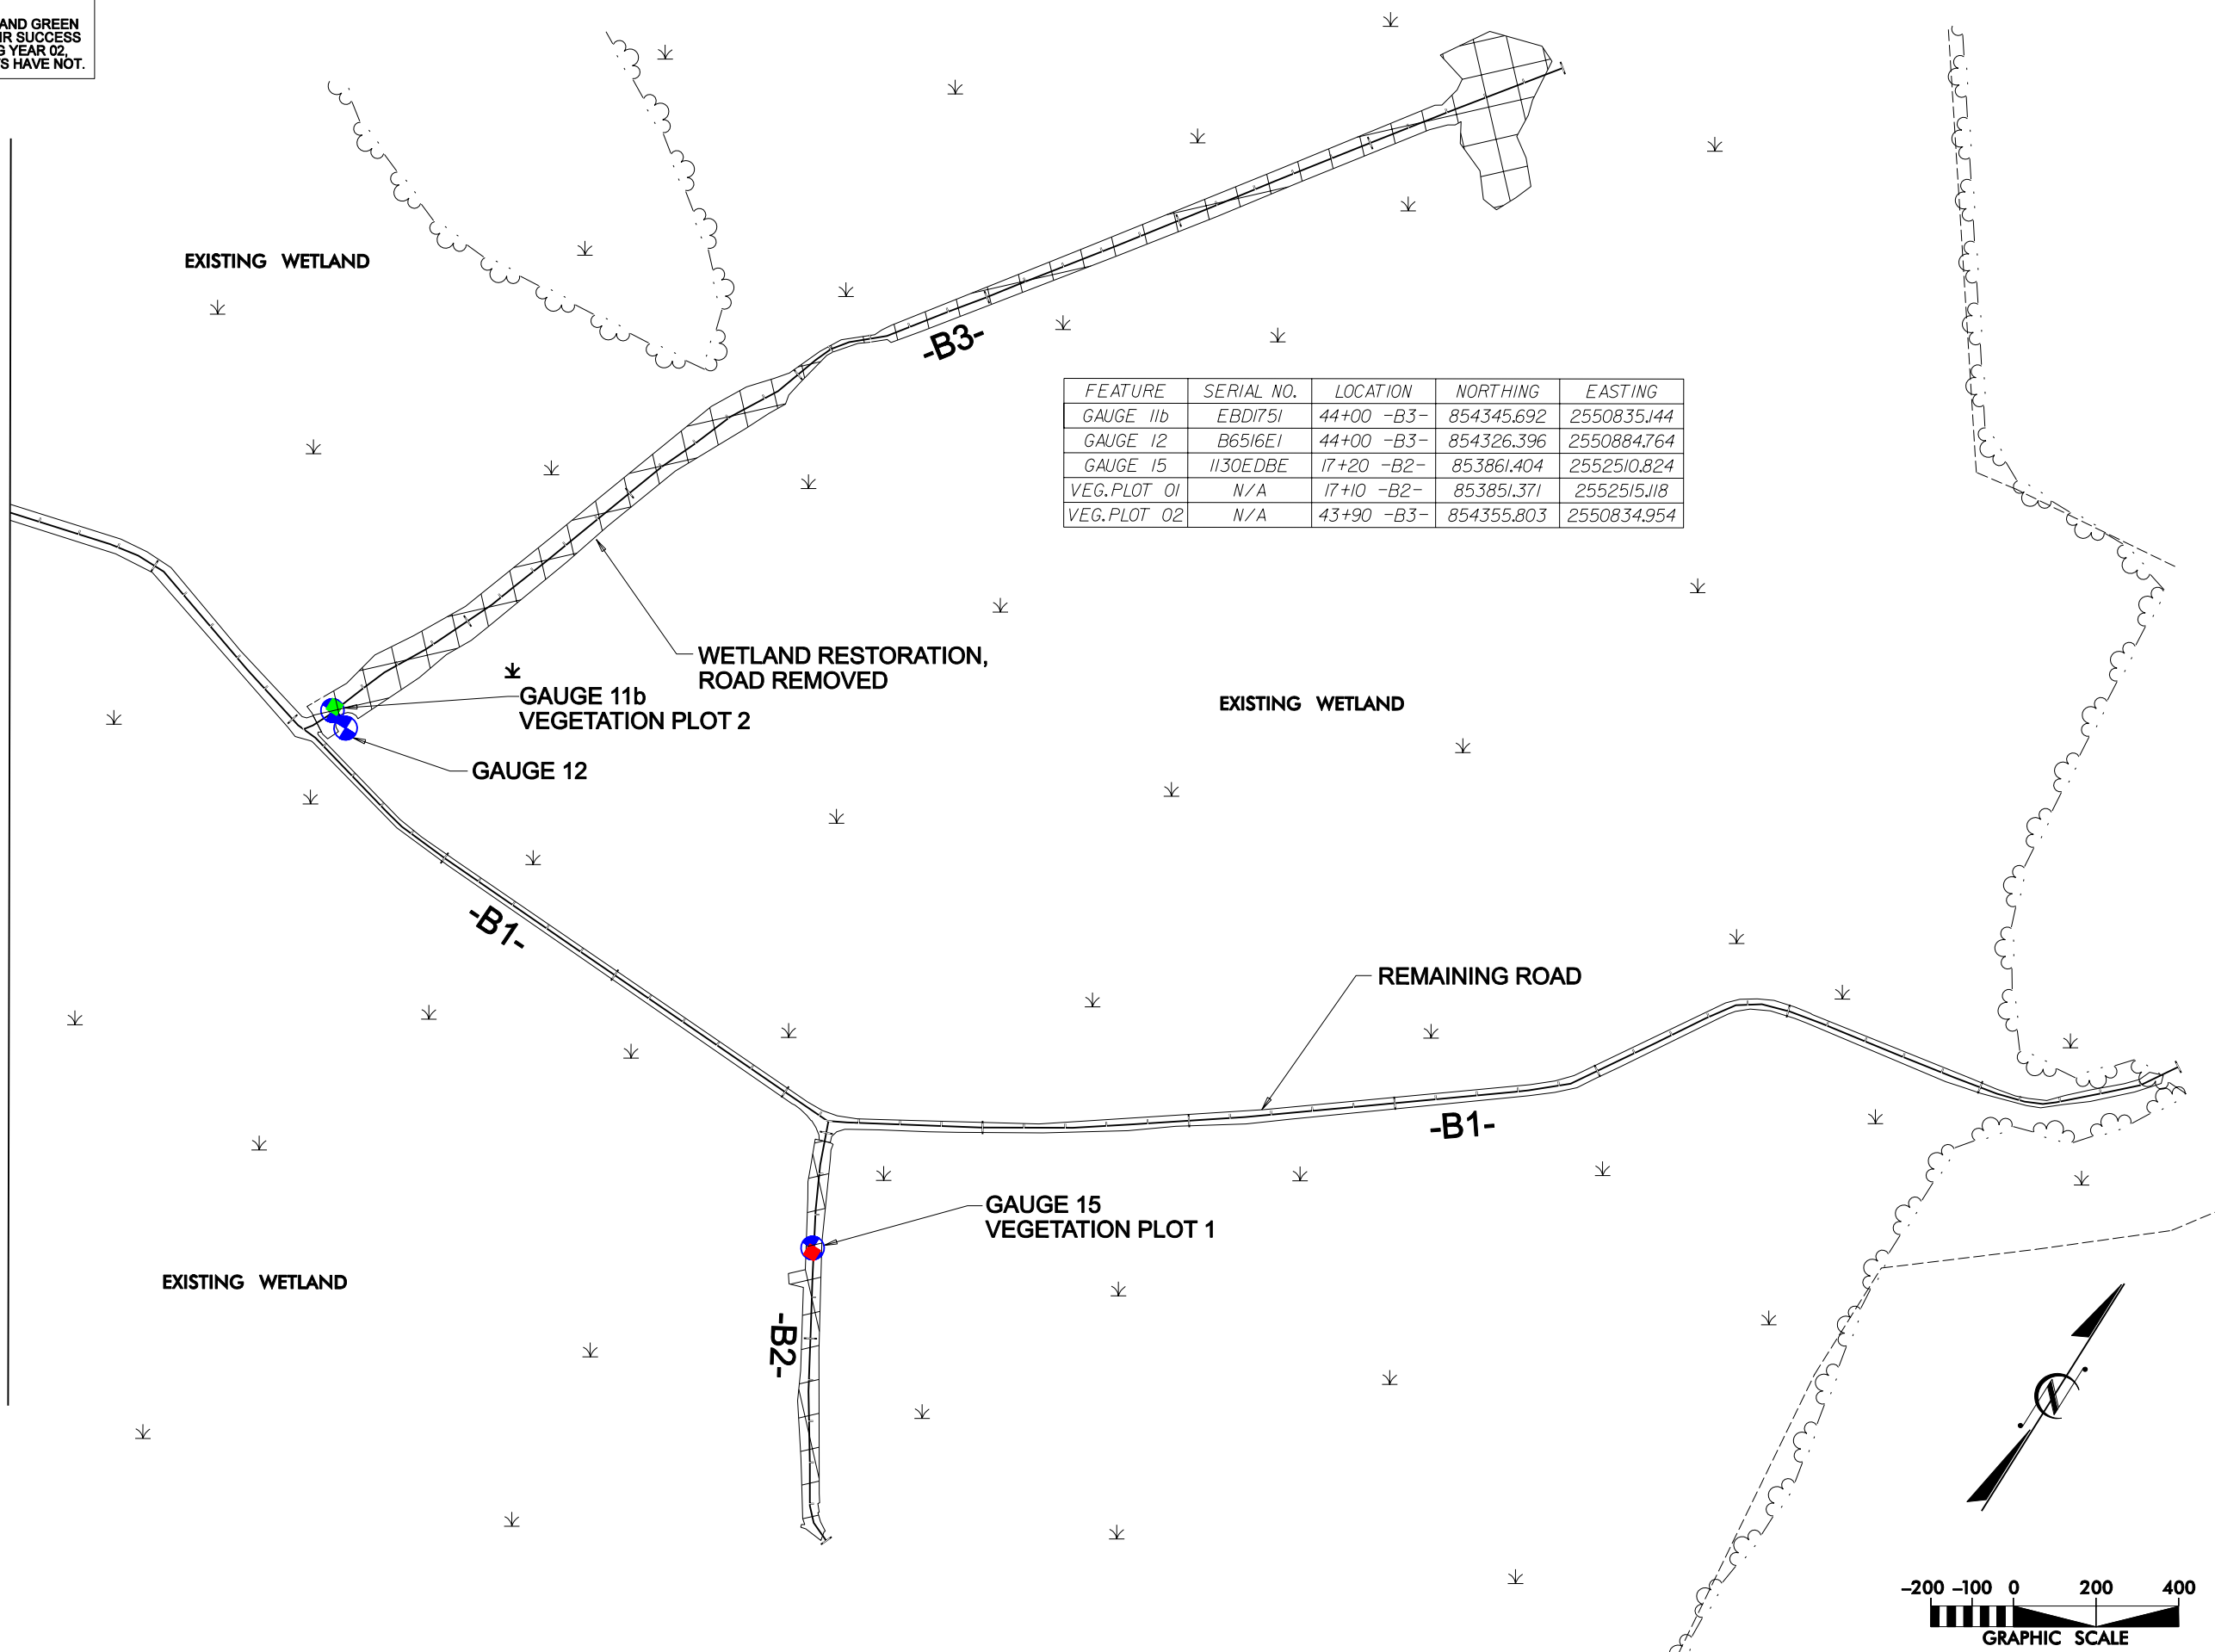 AND GREEN
IR SUCCESS
G YEAR 02,
S HAVE NOT.
EXISTING WETLAND
-B3-
FEATURE SERIAL NO. LOCATION NORTHING EASTING
GAUGE 11b EBD1751 44+00 -B3- 854345.692 2550835.144
GAUGE 12 B6516E1 44+00 -B3- 854326.396 2550884.764
GAUGE 15 1130EDBE 17+20 -B2- 853861.404 2552510.824
VEG. PLOT 01 N/A 17+10 -B2- 853851.371 2552515.118
VEG. PLOT 02 N/A 43+90 -B3- 854355.803 2550834.954
WETLAND RESTORATION,
ROAD REMOVED
GAUGE 11b
VEGETATION PLOT 2
EXISTING WETLAND
GAUGE 12
-B1-
REMAINING ROAD
-B1-
GAUGE 15
VEGETATION PLOT 1
EXISTING WETLAND
-B2-
N
-200 -100 0 200 400
GRAPHIC SCALE